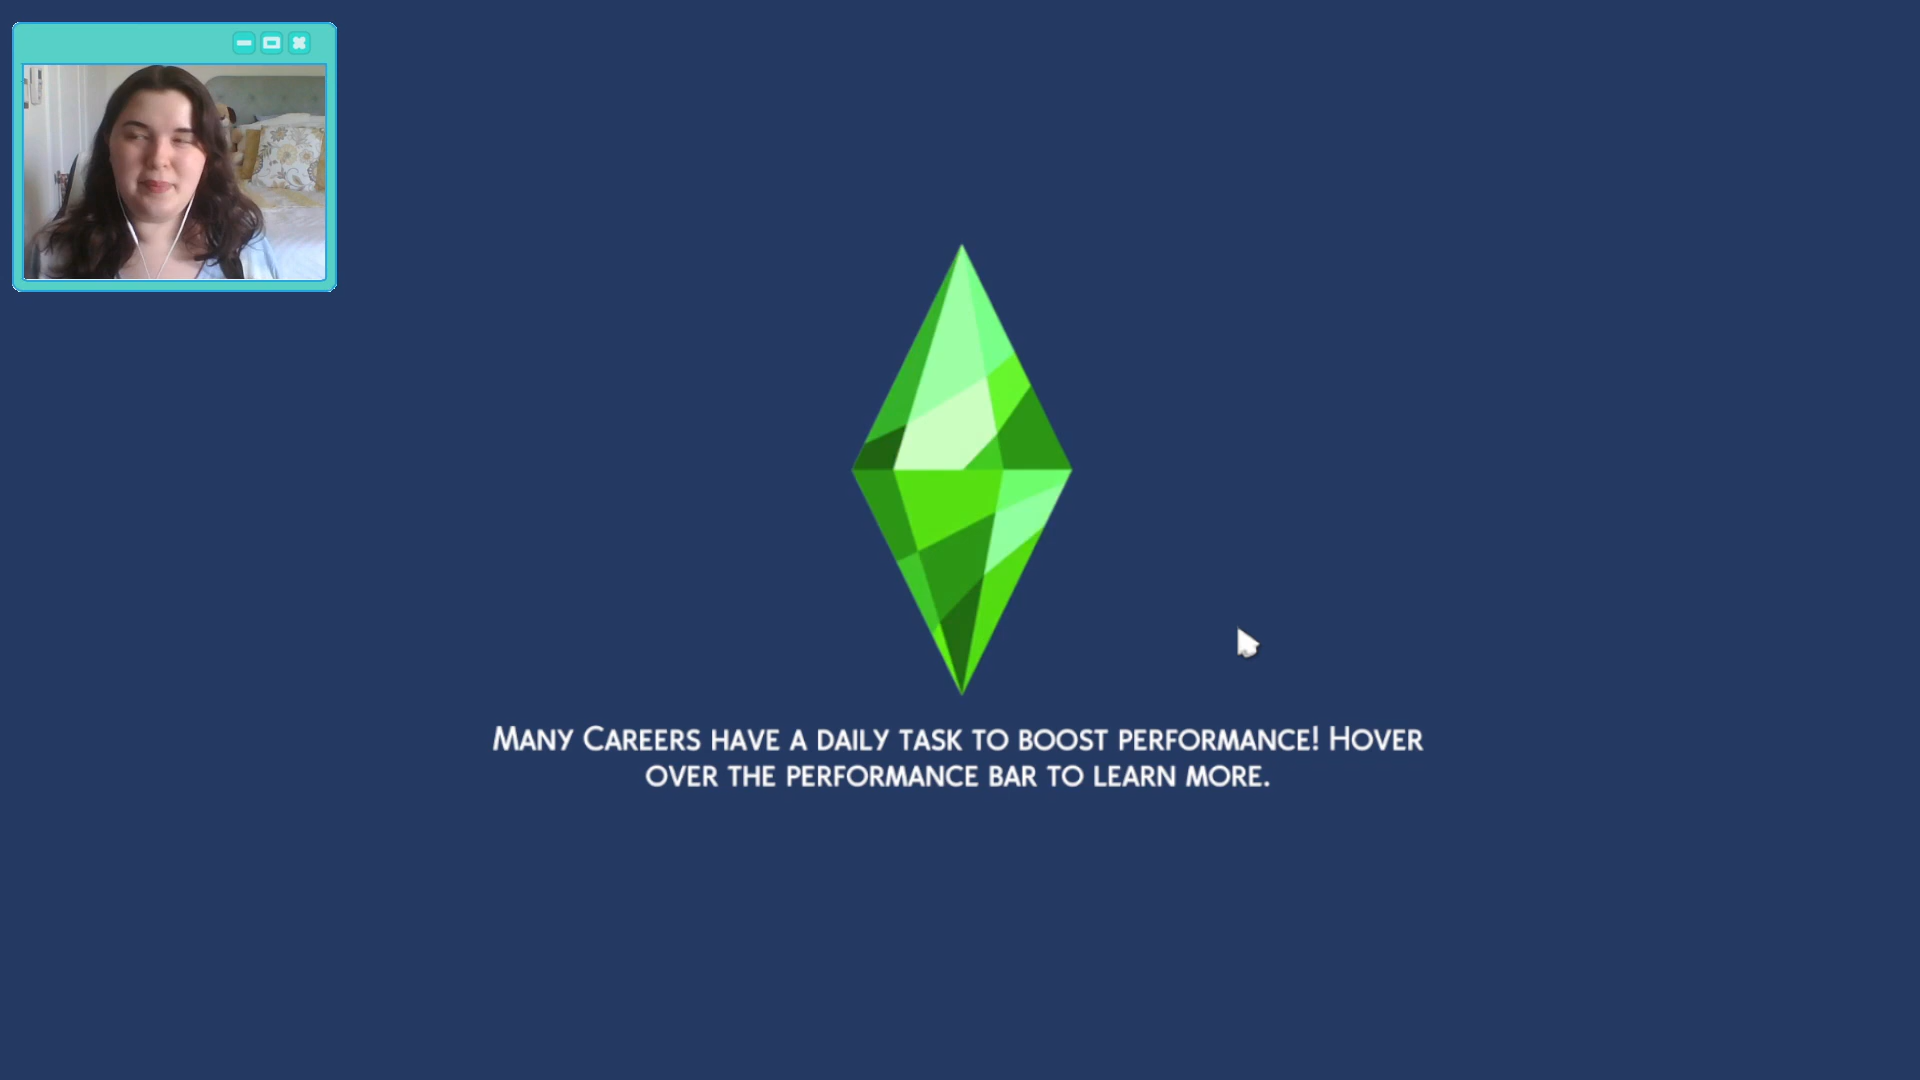 Many Careers have a daily task to boost performance! Hover
over the performance bar to learn more.